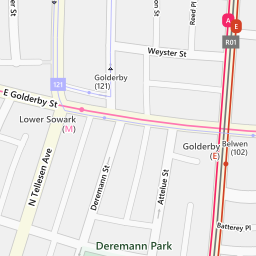 Reed Pl
A
E
R01
Weyster St
Golderby
(121)
121
E Golderby St
Lower Sowark
(M)
Golderby
(E)
Belwen
(102)
N Tellesen Ave
Deremann St
Attelue St
Batterey Pl
Deremann Park